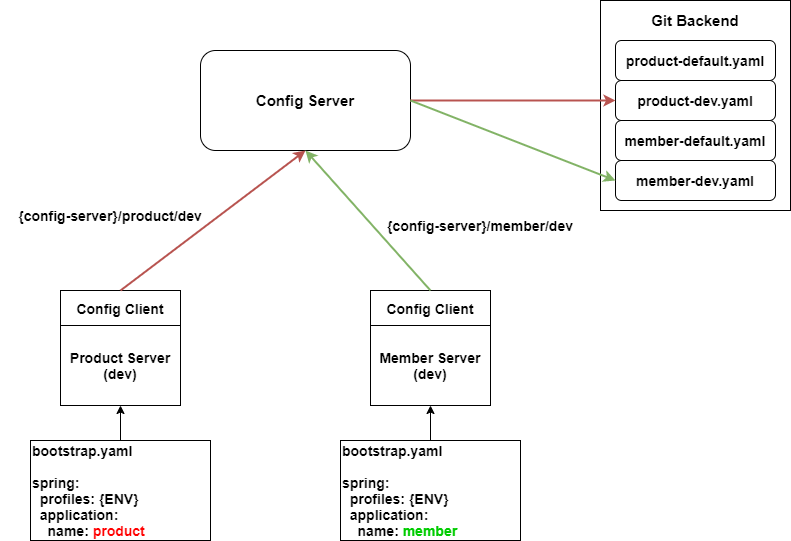 Git Backend
product-default.yaml
Config Server
product-dev.yaml
member-default.yaml
member-dev.yaml
{config-server}/product/dev
{config-server}/member/dev
Config Client
Product Server
(dev)
Config Client
Member Server
(dev)
bootstrap.yaml
spring:
  profiles: {ENV}
  application:
    name: product
bootstrap.yaml
spring:
  profiles: {ENV}
  application:
    name: member